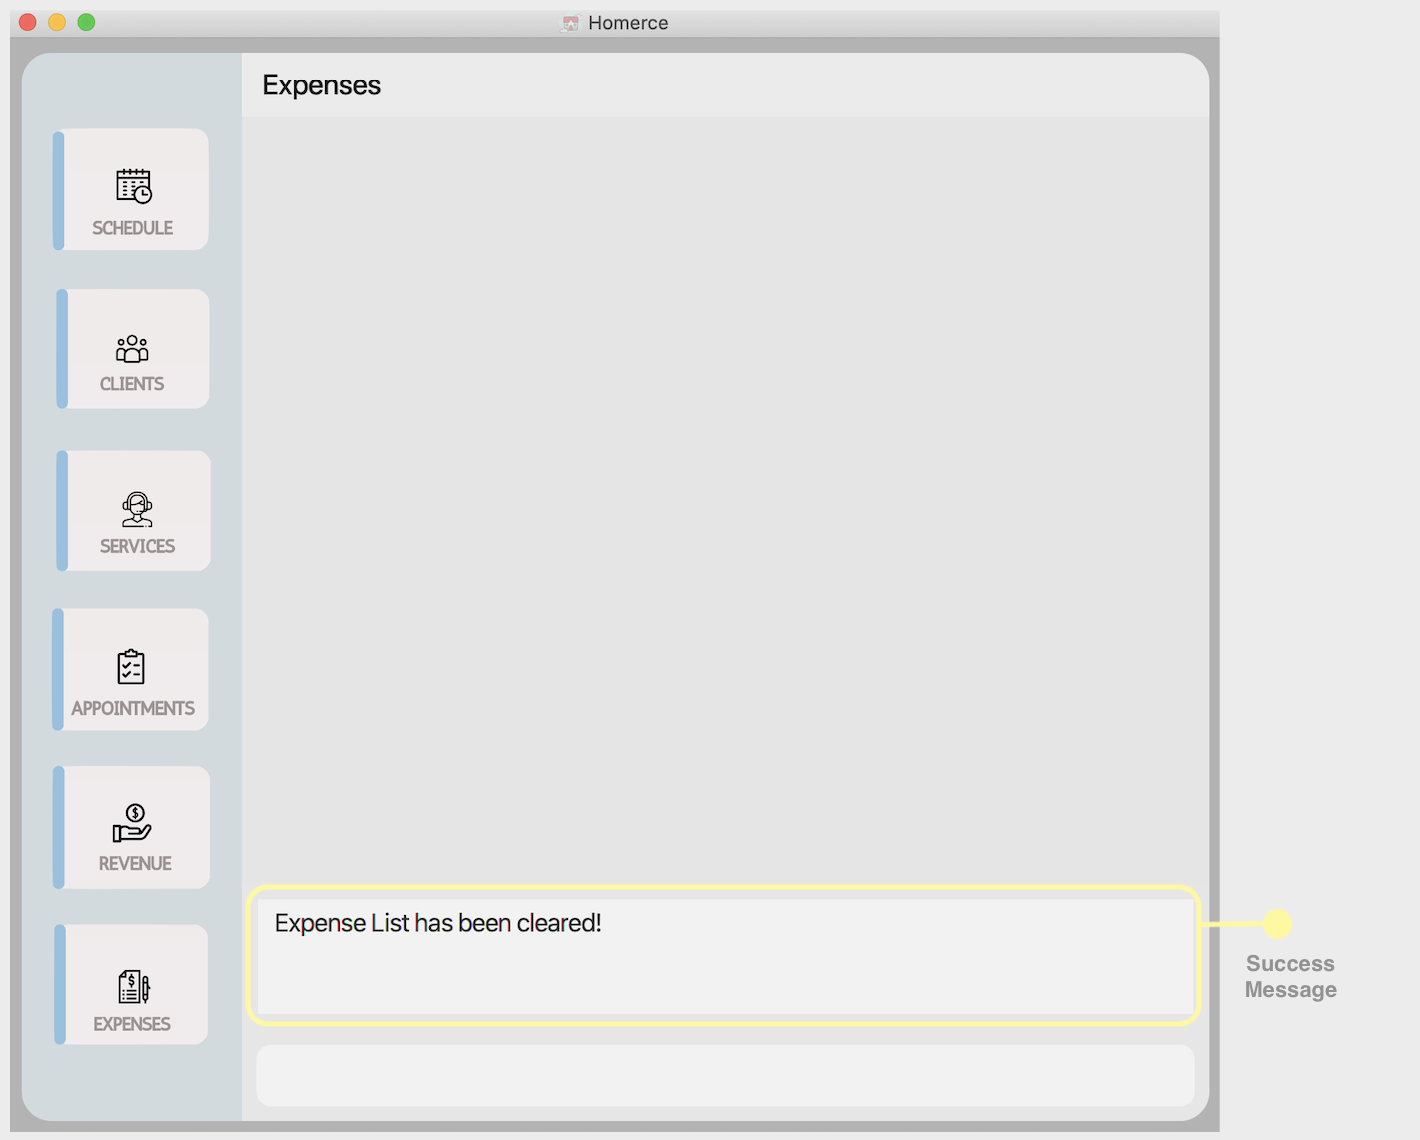 Homerce
Expenses
SCHEDULE
CLIENTS
SERVICES
APPOINTMENTS
REVENUE
EXPENSES
Expense List has been cleared!
Success
Message